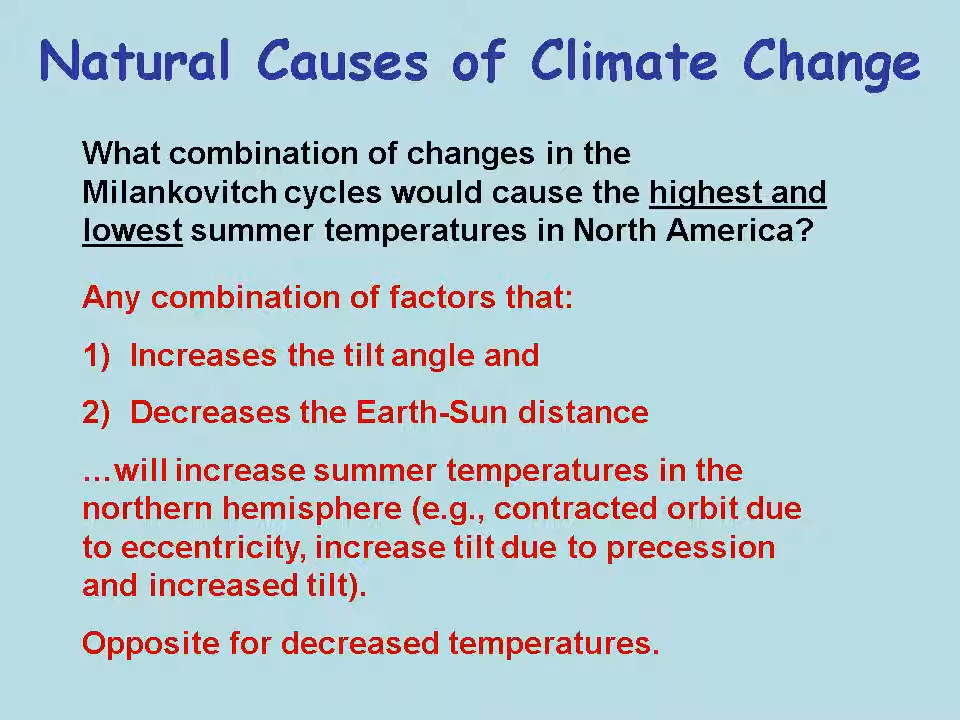 Natural Causes of Climate Change
What combination of changes in the
Milankovitch cycles would cause the highest and
lowest summer temperatures in North America?
Any combination of factors that:
1) Increases the tilt angle and
2) Decreases the Earth-Sun distance
…will increase summer temperatures in the
northern hemisphere (e.g., contracted orbit due
to eccentricity, increase tilt due to precession
and increased tilt).
Opposite for decreased temperatures.